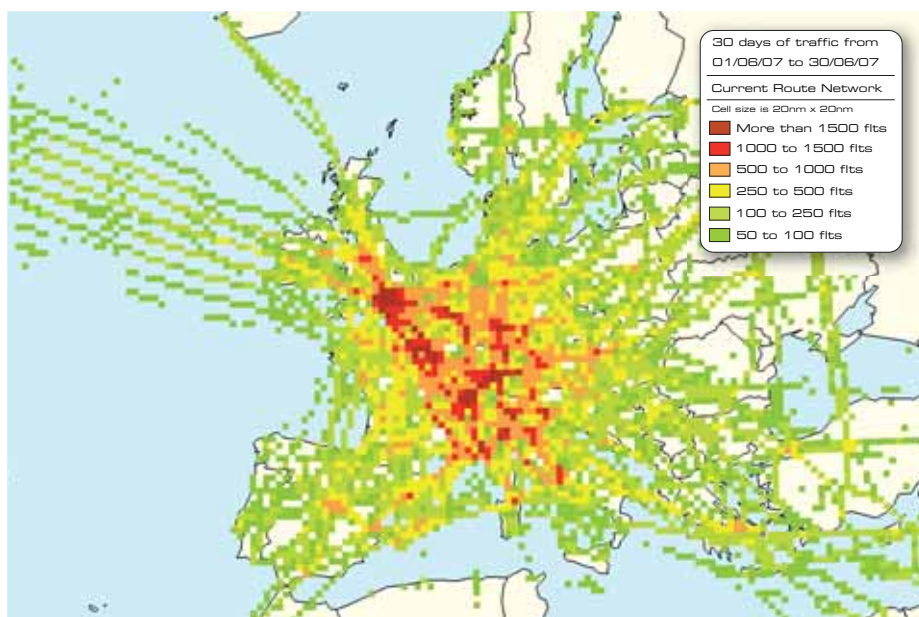 30 days of traffic from
01/06/07 to 30/06/07
Current Route Network
Cell size is 20nm x 20nm
More than 1500 flts
1000 to 1500 flts
500 to 1000 flts
250 to 500 flts
100 to 250 flts
50 to 100 flts